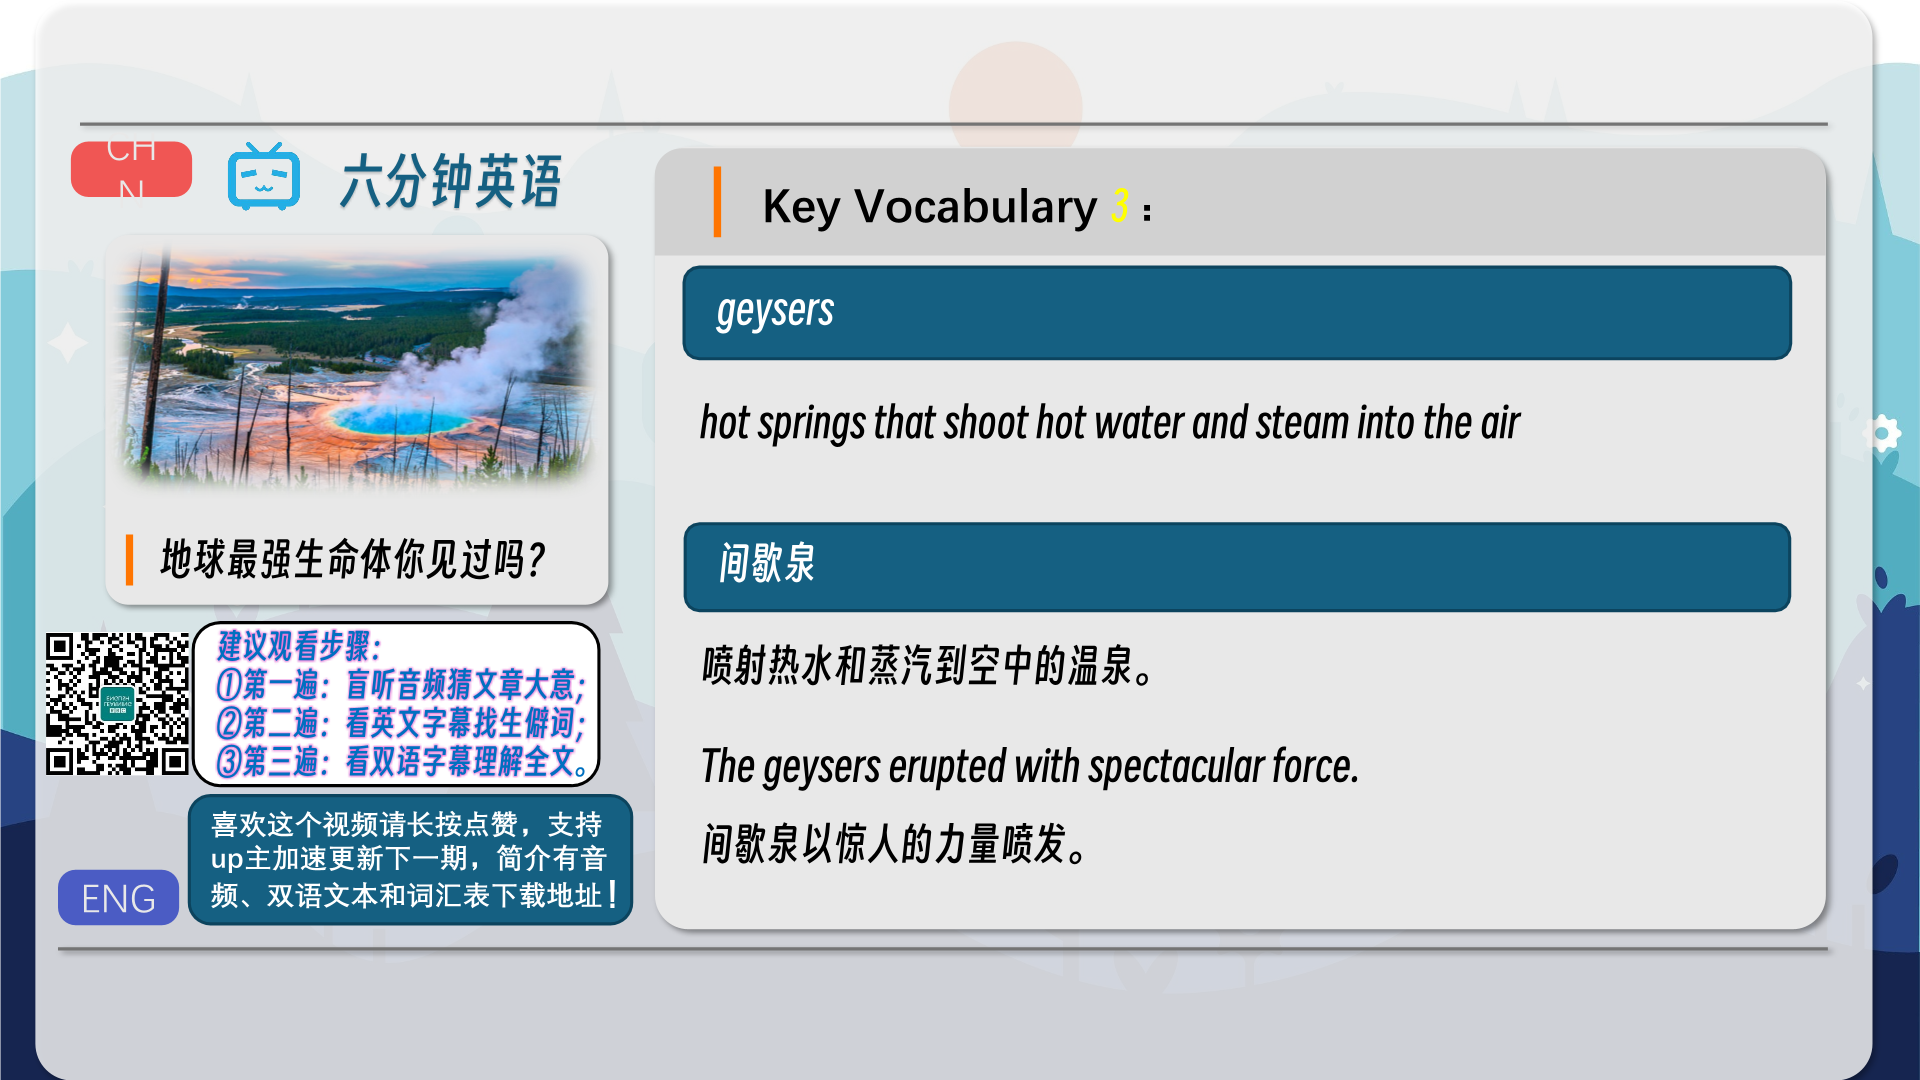 CH
N
六分钟英语
地球最强生命体你见过吗？
建议观看步骤：
①第一遍：盲听音频猜文章大意；
②第二遍：看英文字幕找生僻词；
③第三遍：看双语字幕理解全文。
喜欢这个视频请长按点赞，支持
up主加速更新下一期，简介有音
频、双语文本和词汇表下载地址！
ENG
Key Vocabulary 3：
geysers
hot springs that shoot hot water and steam into the air
间歇泉
喷射热水和蒸汽到空中的温泉。
The geysers erupted with spectacular force.
间歇泉以惊人的力量喷发。